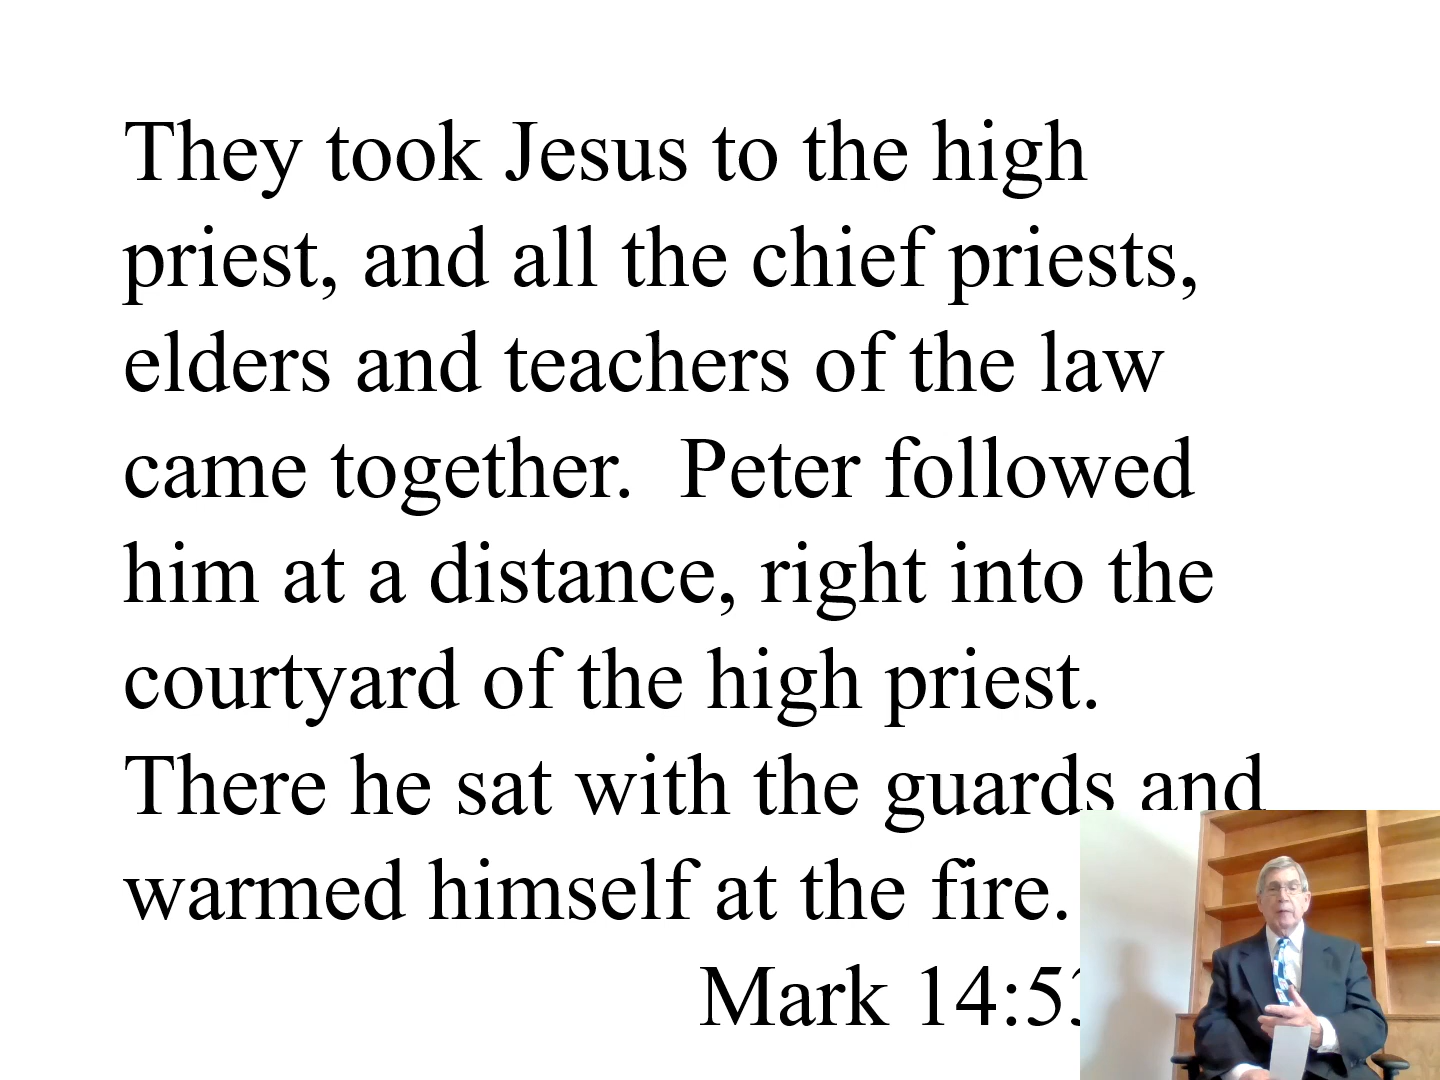 They took Jesus to the high
priest, and all the chief priests,
elders and teachers of the law
came together.  Peter followed
him at a distance, right into the
courtyard of the high priest.
There he sat with the guards and
warmed himself at the fire.
Mark 14:53